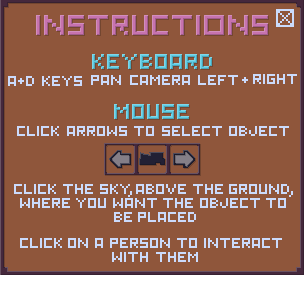 INSTRUCTIONS
KEYBOARD
A+D KEYS PAN CAMERA LEFT + RIGHT
MOUSE
CLICK ARROWS TO SELECT OBJECT
CLICK THE SKY, ABOVE THE GROUND,
WHERE YOU WANT THE OBJECT TO
BE PLACED
CLICK ON A PERSON TO INTERACT
WITH THEM